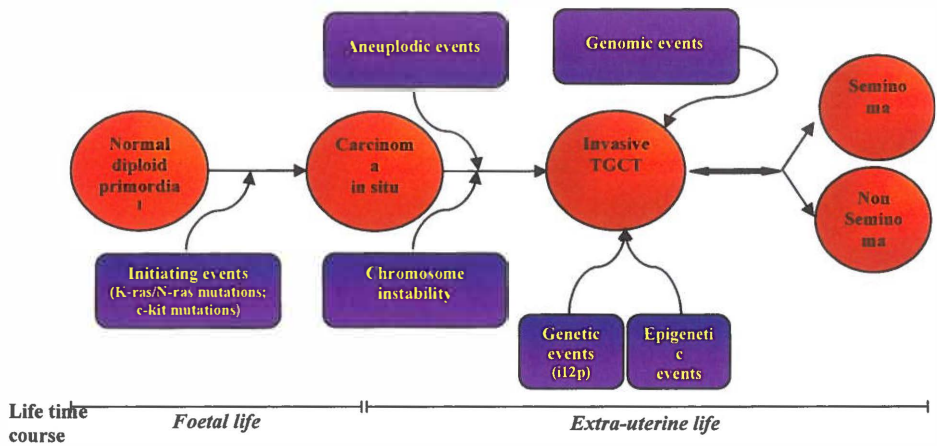 Aneuplodic events
Genomic events
Semino
ma
Normal
diploid
primordia
l
Carcinom
a
in situ
Invasive
TGCT
Non
Semino
ma
Initiating events
(K-ras/N-ras mutations;
c-kit mutations)
Chromosome
instability
Genetic
events
(i12p)
Epigeneti
c
events
Life time
course
Foetal life
Extra-uterine life